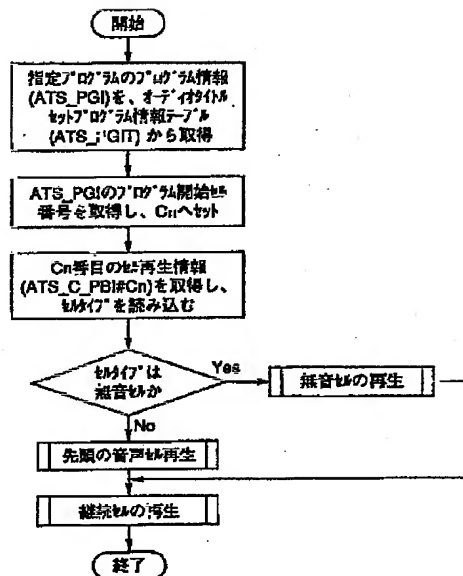 開始
指定プログラムのプログラム情報
(ATS_PGI)を、オーディオタイトル
セットプログラム情報テーブル
から取得
ATS_PGIのプログラム開始セル
番号を取得し、Cnへセット
Cn番目のセル再生情報
(ATS_C_PBI#Cn)を取得し、
セルタイプを読み込む
セルタイプは
無音セルか
Yes
無音セルの再生
No
先頭の音声セル再生
継続セルの再生
終了